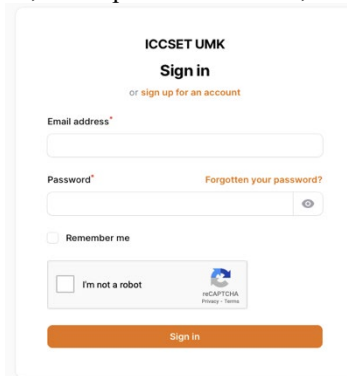 ICCSET UMK
Sign in
or sign up for an account
Email address*
Password* Forgotten your password?
Remember me
I'm not a robot
reCAPTCHA
Privacy - Terms
Sign in